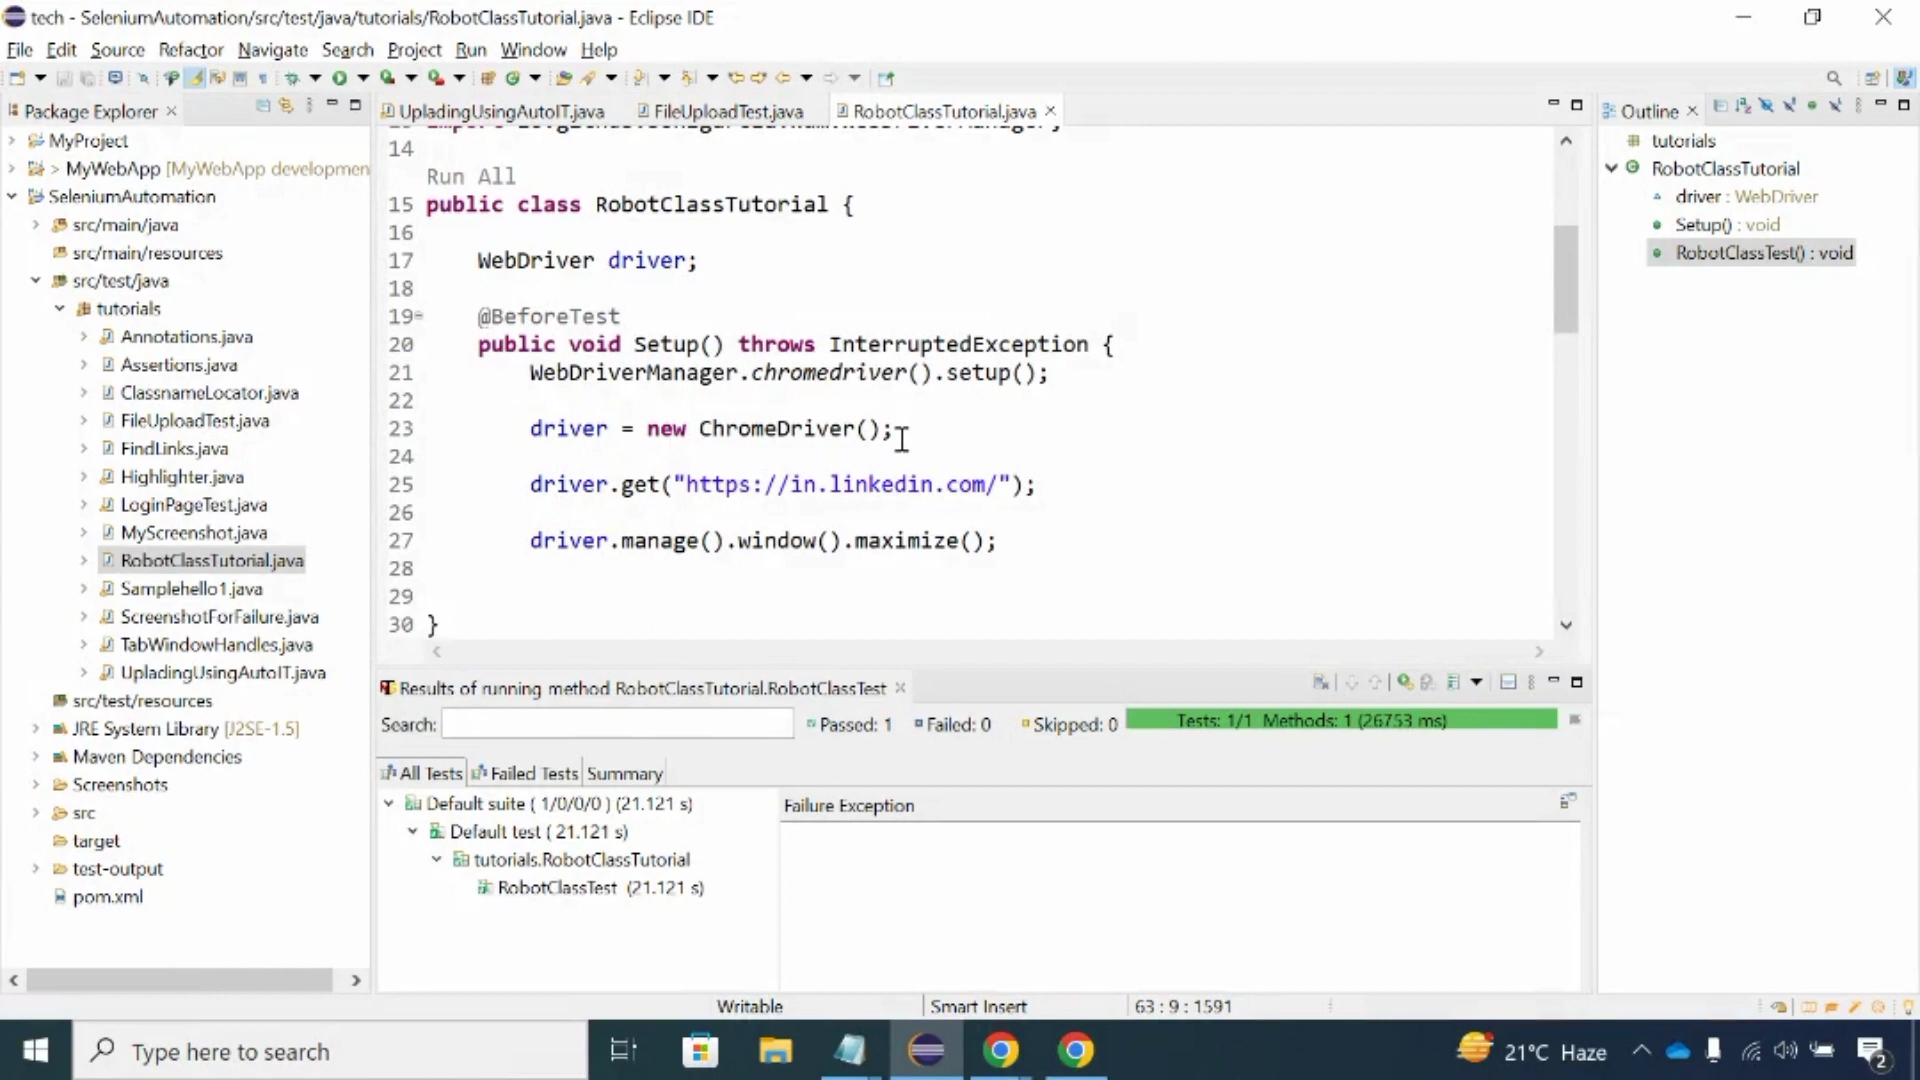 tech - SeleniumAutomation/src/test/java/tutorials/RobotClassTutorial.java - Eclipse IDE
File Edit Source Refactor Navigate Search Project Run Window Help
Package Explorer
MyProject
> MyWebApp [MyWebApp developmen
SeleniumAutomation
src/main/java
src/main/resources
src/test/java
tutorials
Annotations.java
Assertions.java
ClassnameLocator.java
FileUploadTest.java
FindLinks.java
Highlighter.java
LoginPageTest.java
MyScreenshot.java
RobotClassTutorial.java
Samplehello1.java
ScreenshotForFailure.java
TabWindowHandles.java
UpladingUsingAutoIT.java
src/test/resources
JRE System Library [J2SE-1.5]
Maven Dependencies
Screenshots
src
target
test-output
pom.xml
UpladingUsingAutoIT.java FileUploadTest.java RobotClassTutorial.java
14
Run All
15 public class RobotClassTutorial {
16
17 WebDriver driver;
18
19 @BeforeTest
20 public void Setup() throws InterruptedException {
21 WebDriverManager.chromedriver().setup();
22
23 driver = new ChromeDriver();
24
25 driver.get("https://in.linkedin.com/");
26
27 driver.manage().window().maximize();
28
29
30 }
Outline
tutorials
RobotClassTutorial
driver : WebDriver
Setup() : void
RobotClassTest() : void
Results of running method RobotClassTutorial.RobotClassTest
Search: Passed: 1 Failed: 0 Skipped: 0 Tests: 1/1 Methods: 1 (26753 ms)
All Tests Failed Tests Summary
Default suite ( 1/0/0/0 ) (21.121 s)
Default test ( 21.121 s)
tutorials.RobotClassTutorial
RobotClassTest (21.121 s)
Failure Exception
Writable Smart Insert 63 : 9 : 1591
Type here to search
21°C Haze
2